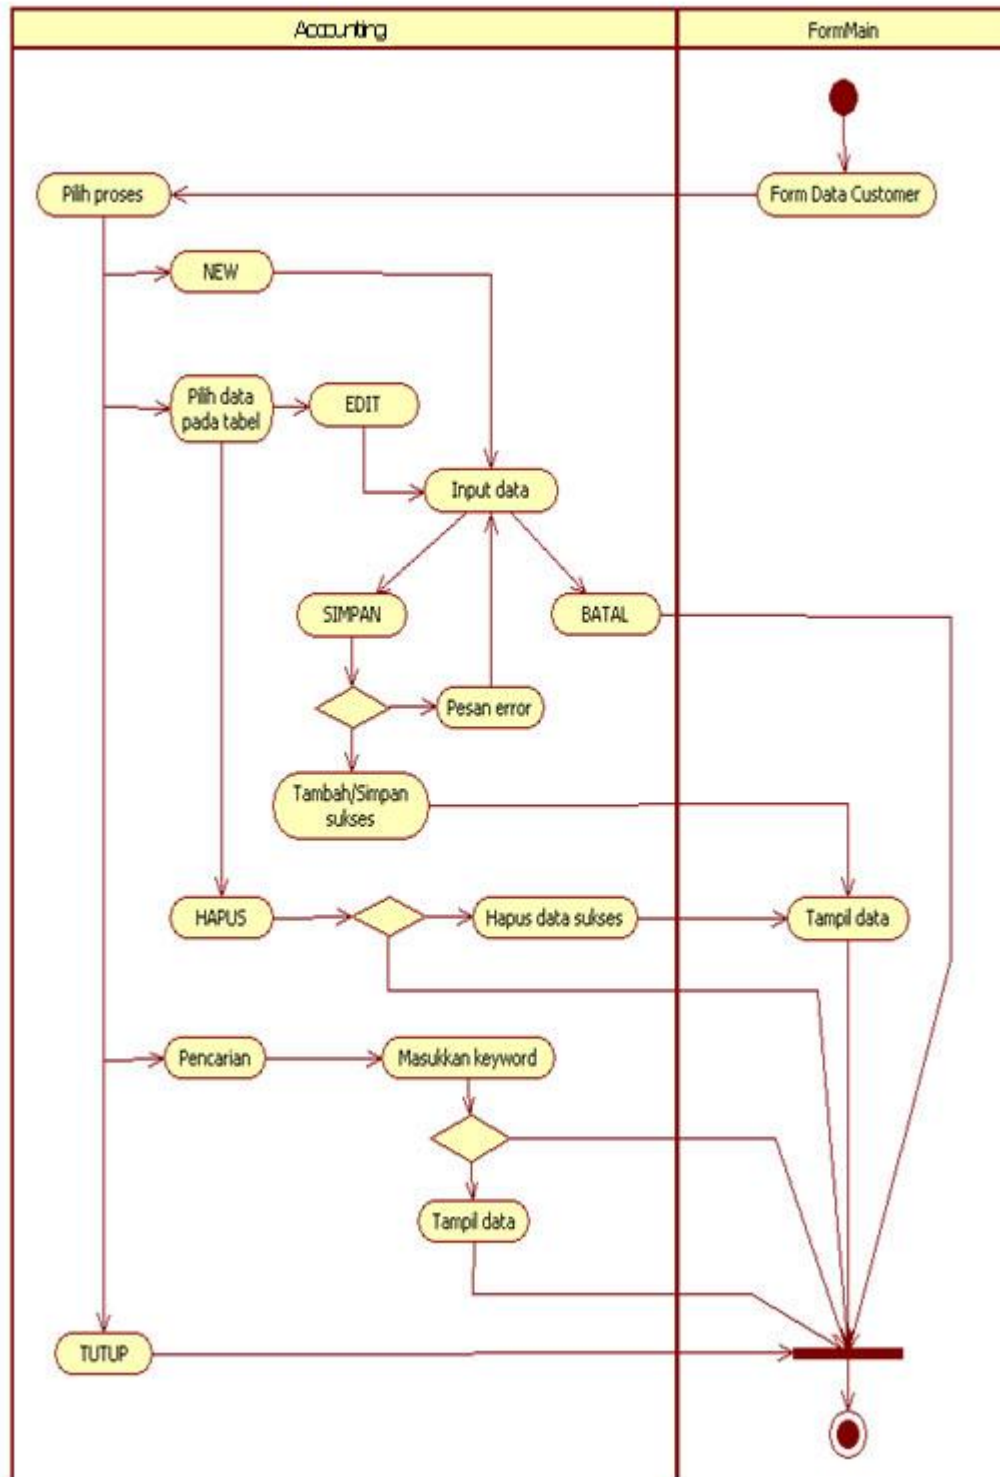 Accounting
FormMain
Pilih proses
Form Data Customer
NEW
Pilih data
pada tabel
EDIT
Input data
SIMPAN
BATAL
Pesan error
Tambah/Simpan
sukses
HAPUS
Hapus data sukses
Tampil data
Pencarian
Masukkan keyword
Tampil data
TUTUP